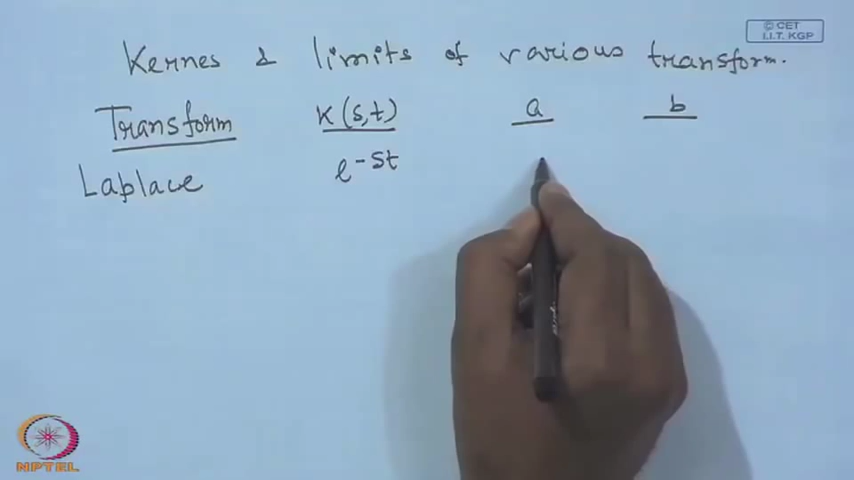 © CET
I.I.T. KGP
Kernes & limits of various transform.
Transform K(s,t) a b
Laplace e^-st
NPTEL